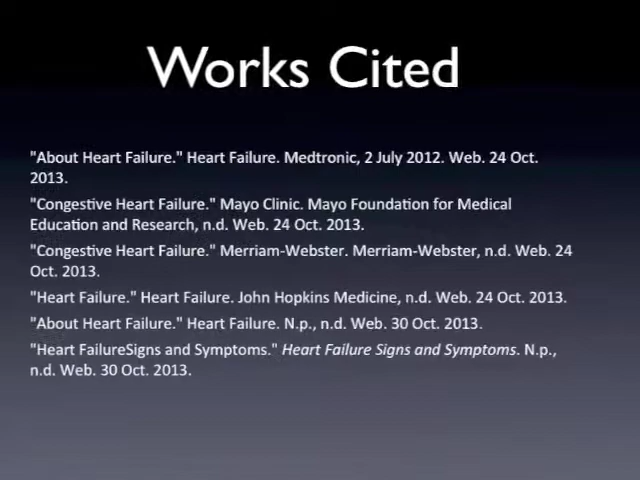 Works Cited
"About Heart Failure." Heart Failure. Medtronic, 2 July 2012. Web. 24 Oct.
2013.
"Congestive Heart Failure." Mayo Clinic. Mayo Foundation for Medical
Education and Research, n.d. Web. 24 Oct. 2013.
"Congestive Heart Failure." Merriam-Webster. Merriam-Webster, n.d. Web. 24
Oct. 2013.
"Heart Failure." Heart Failure. John Hopkins Medicine, n.d. Web. 24 Oct. 2013.
"About Heart Failure." Heart Failure. N.p., n.d. Web. 30 Oct. 2013.
"Heart FailureSigns and Symptoms." Heart Failure Signs and Symptoms. N.p.,
n.d. Web. 30 Oct. 2013.